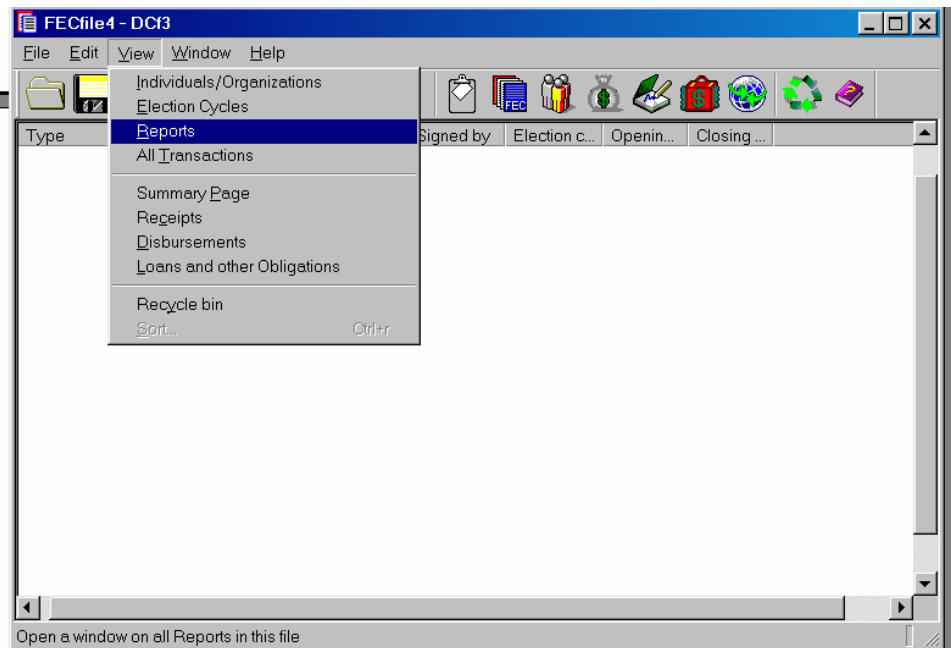 FECfile4 - DCf3
File Edit View Window Help
Individuals/Organizations
Election Cycles
FEC
Reports
Type Signed by Election c... Openin... Closing ...
All Transactions
Summary Page
Receipts
Disbursements
Loans and other Obligations
Recycle bin
Sort... Ctrl+r
Open a window on all Reports in this file